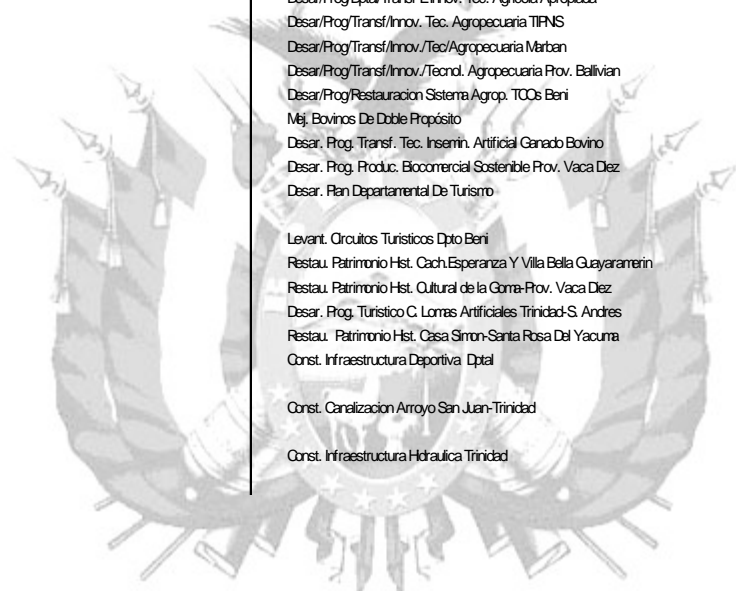 Desar/Prog/Transf/Innov. Tec. Agropecuaria TIPNIS
Desar/Prog/Transf/Innov./Tec/Agropecuaria Marban
Desar/Prog/Transf/Innov./Tecnol. Agropecuaria Prov. Ballivian
Desar/Prog/Restauracion Sistema Agrop. TCOs Beni
Mej. Bovinos De Doble Propósito
Desar. Prog. Transf. Tec. Insemin. Artificial Ganado Bovino
Desar. Prog. Produc. Biocomercial Sostenible Prov. Vaca Diez
Desar. Plan Departamental De Turismo
Levant. Circuitos Turisticos Dpto Beni
Restau. Patrimonio Hist. Cach.Esperanza Y Villa Bella Guayaramerin
Restau. Patrimonio Hist. Cultural de la Goma-Prov. Vaca Diez
Desar. Prog. Turistico C. Lomas Artificiales Trinidad-S. Andres
Restau. Patrimonio Hist. Casa Simon-Santa Rosa Del Yacuma
Const. Infraestructura Deportiva Dptal
Const. Canalizacion Arroyo San Juan-Trinidad
Const. Infraestructura Hidraulica Trinidad